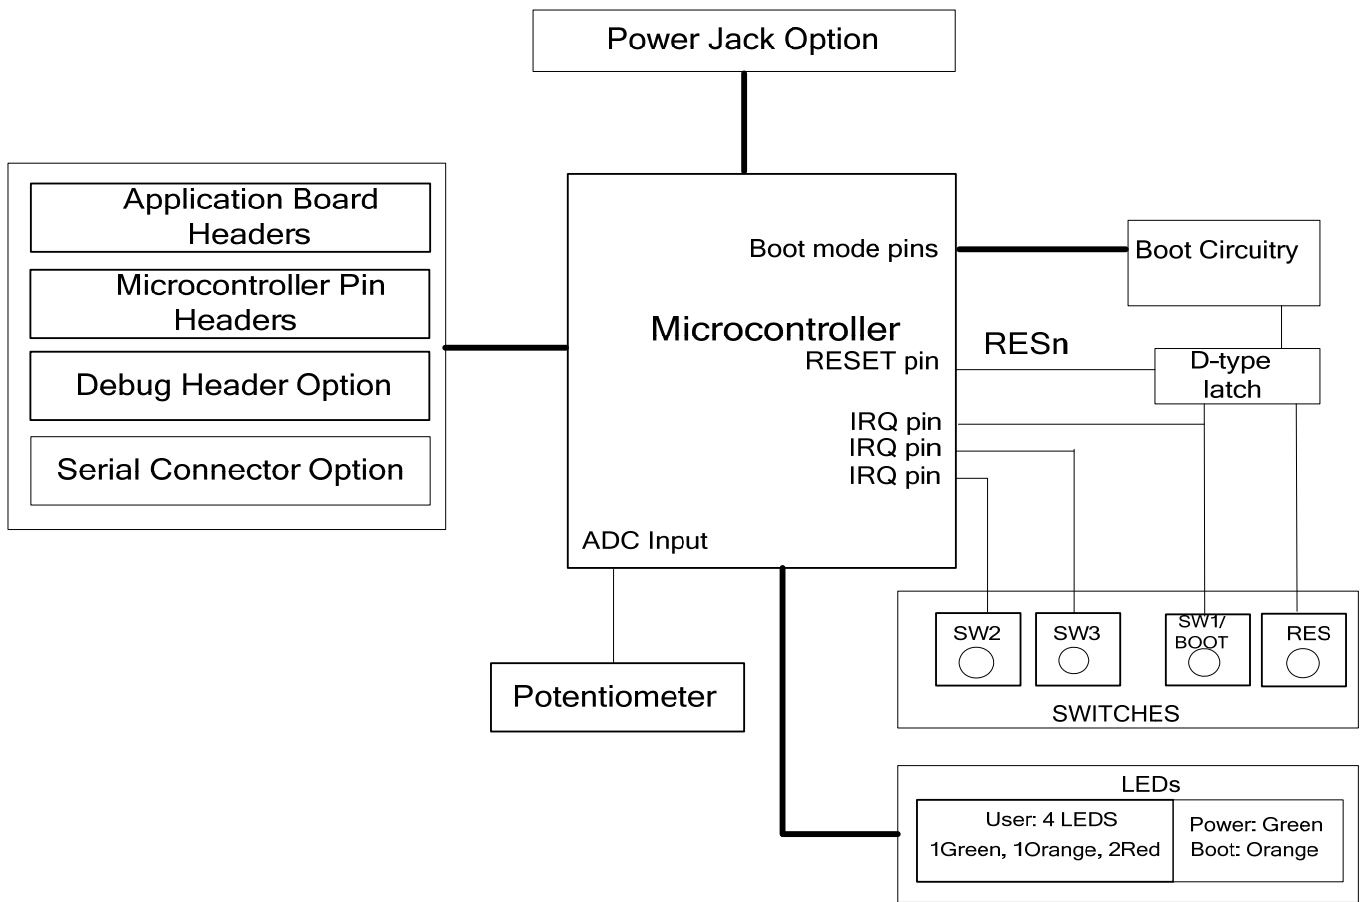 Power Jack Option
Application Board
Headers
Microcontroller Pin
Headers
Debug Header Option
Serial Connector Option
Boot mode pins
Microcontroller
RESET pin
IRQ pin
IRQ pin
IRQ pin
ADC Input
RESn
Boot Circuitry
D-type
latch
Potentiometer
SW2
SW3
SW1/
BOOT
RES
SWITCHES
LEDs
User: 4 LEDS
1Green, 1Orange, 2Red
Power: Green
Boot: Orange